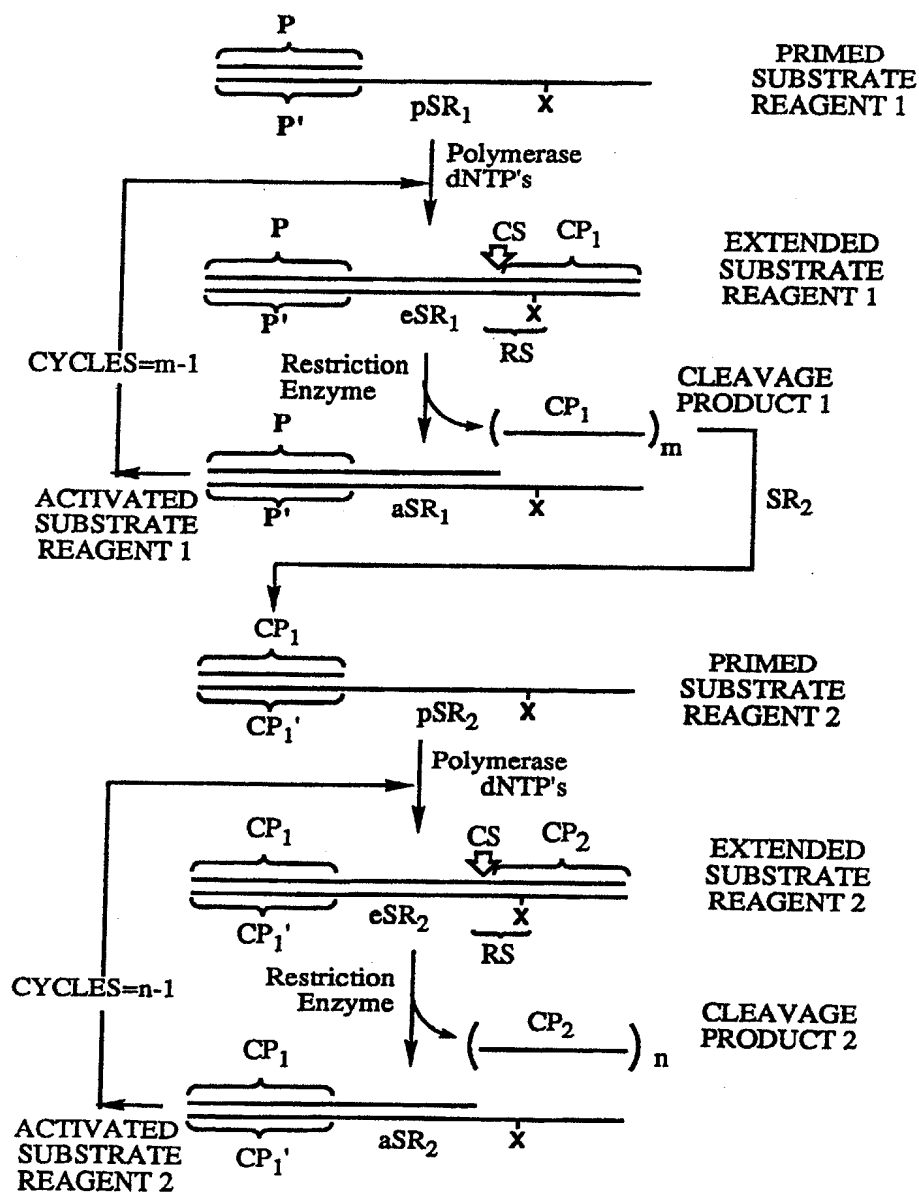 P
PRIMED
SUBSTRATE
REAGENT 1
pSR1
X
P'
Polymerase
dNTP's
P
CS
CP1
EXTENDED
SUBSTRATE
REAGENT 1
P'
eSR1
X
RS
CYCLES=m-1
Restriction
Enzyme
CLEAVAGE
PRODUCT 1
( CP1 )m
P
ACTIVATED
SUBSTRATE
REAGENT 1
P'
aSR1
X
SR2
CP1
PRIMED
SUBSTRATE
REAGENT 2
CP1'
pSR2
X
Polymerase
dNTP's
CP1
CS
CP2
EXTENDED
SUBSTRATE
REAGENT 2
CP1'
eSR2
X
RS
CYCLES=n-1
Restriction
Enzyme
CLEAVAGE
PRODUCT 2
( CP2 )n
CP1
ACTIVATED
SUBSTRATE
REAGENT 2
CP1'
aSR2
X